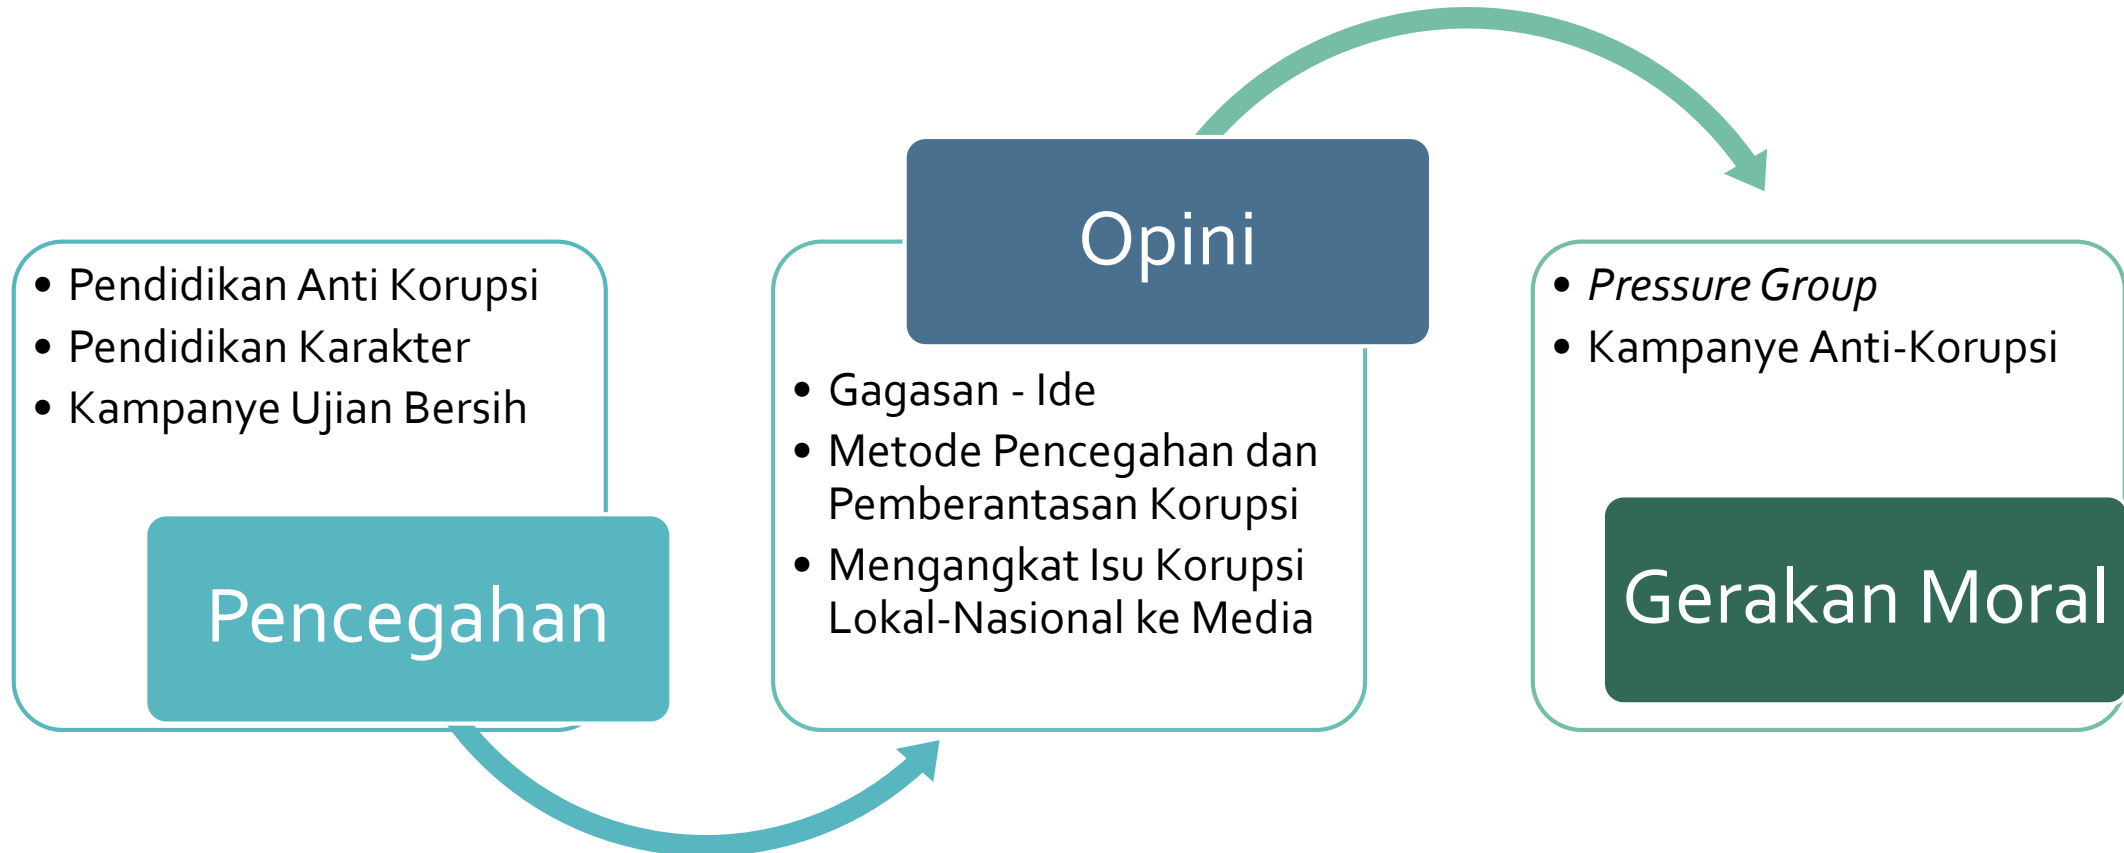 • Pendidikan Anti Korupsi
• Pendidikan Karakter
• Kampanye Ujian Bersih
Pencegahan
Opini
• Gagasan - Ide
• Metode Pencegahan dan
Pemberantasan Korupsi
• Mengangkat Isu Korupsi
Lokal-Nasional ke Media
• Pressure Group
• Kampanye Anti-Korupsi
Gerakan Moral